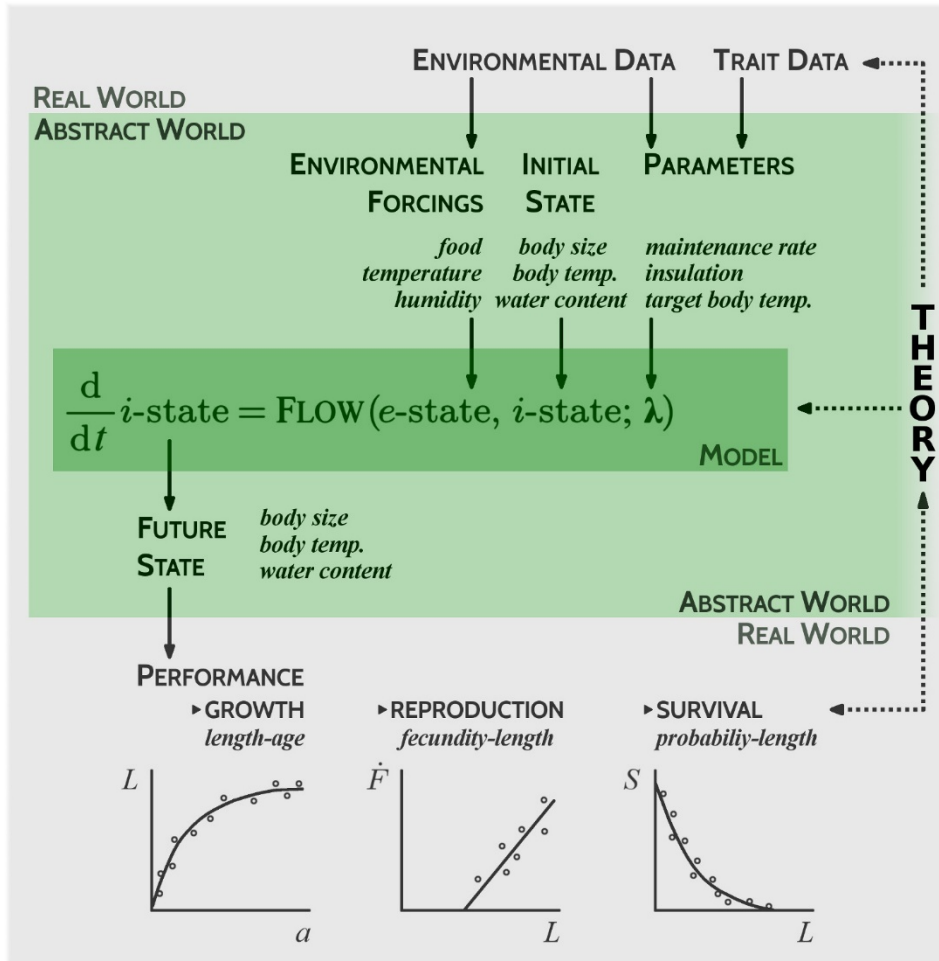 ENVIRONMENTAL DATA TRAIT DATA
REAL WORLD
ABSTRACT WORLD
ENVIRONMENTAL FORCINGS
INITIAL STATE
PARAMETERS
food
temperature
humidity
body size
body temp.
water content
maintenance rate
insulation
target body temp.
THEORY
d/dt i-state = FLOW(e-state, i-state; λ)
MODEL
FUTURE STATE
body size
body temp.
water content
ABSTRACT WORLD
REAL WORLD
PERFORMANCE
▸GROWTH
length-age
▸REPRODUCTION
fecundity-length
▸SURVIVAL
probabiliy-length
L
a
Ḟ
L
S
L